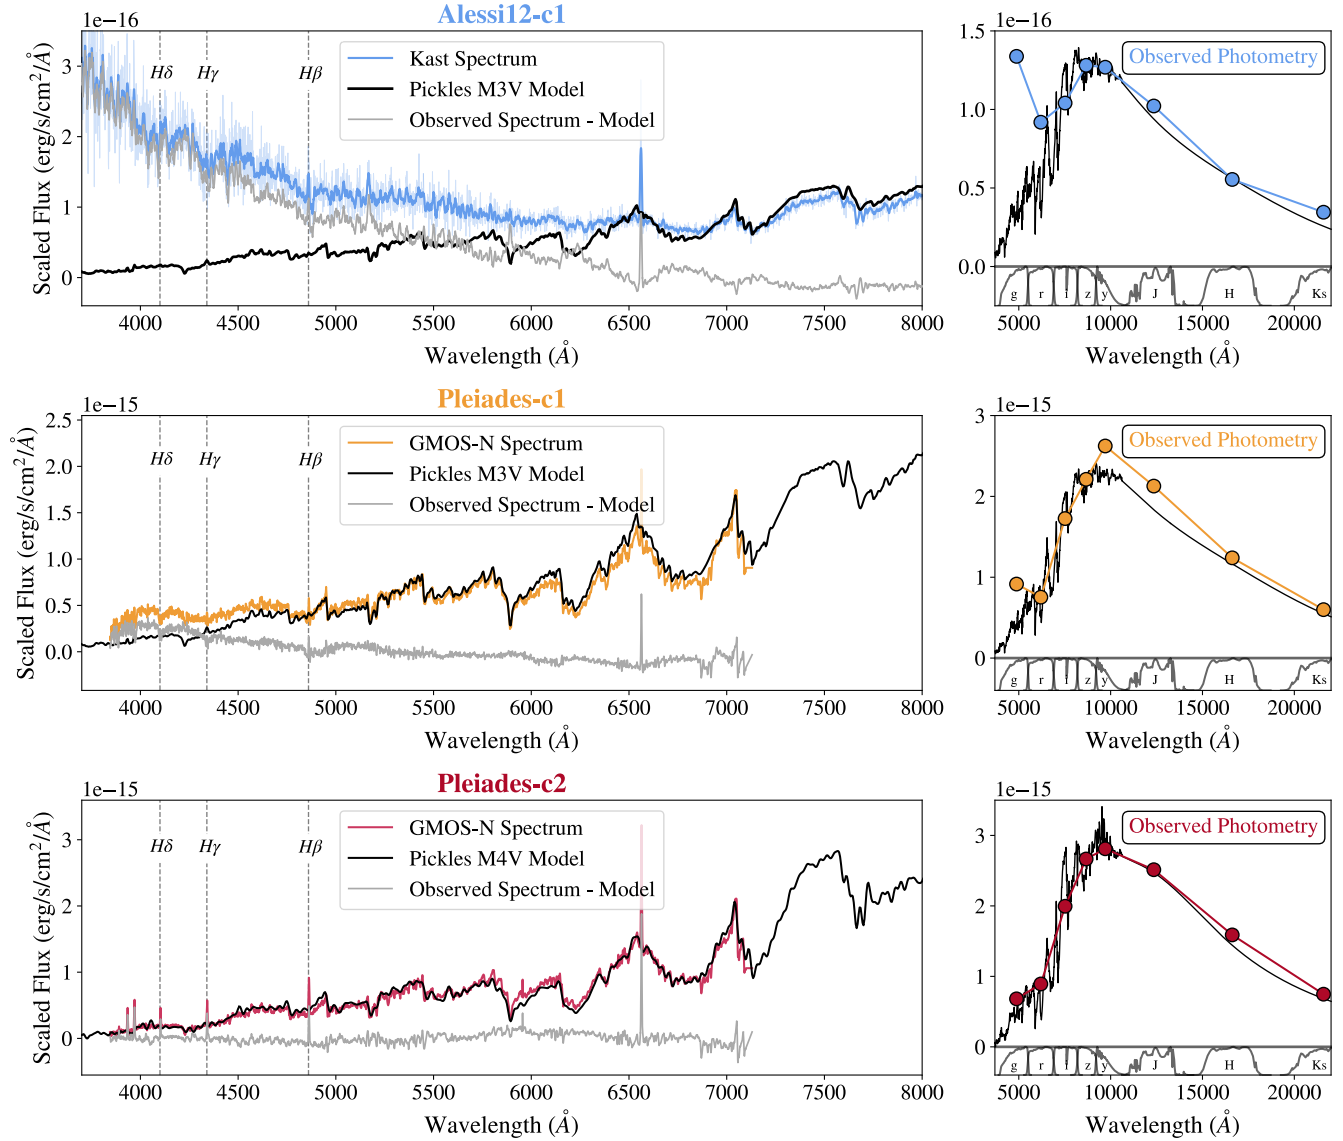 Alessi12-c1
1e−16
Hδ Hγ Hβ
Kast Spectrum
Pickles M3V Model
Observed Spectrum - Model
Scaled Flux (erg/s/cm²/Å)
3
2
1
0
4000 4500 5000 5500 6000 6500 7000 7500 8000
Wavelength (Å)
1e−16
Observed Photometry
1.5
1.0
0.5
0.0
g r i z y J H Ks
5000 10000 15000 20000
Wavelength (Å)
Pleiades-c1
1e−15
Hδ Hγ Hβ
GMOS-N Spectrum
Pickles M3V Model
Observed Spectrum - Model
Scaled Flux (erg/s/cm²/Å)
2.5
2.0
1.5
1.0
0.5
0.0
4000 4500 5000 5500 6000 6500 7000 7500 8000
Wavelength (Å)
1e−15
Observed Photometry
3
2
1
0
g r i z y J H Ks
5000 10000 15000 20000
Wavelength (Å)
Pleiades-c2
1e−15
Hδ Hγ Hβ
GMOS-N Spectrum
Pickles M4V Model
Observed Spectrum - Model
Scaled Flux (erg/s/cm²/Å)
3
2
1
0
4000 4500 5000 5500 6000 6500 7000 7500 8000
Wavelength (Å)
1e−15
Observed Photometry
3
2
1
0
g r i z y J H Ks
5000 10000 15000 20000
Wavelength (Å)